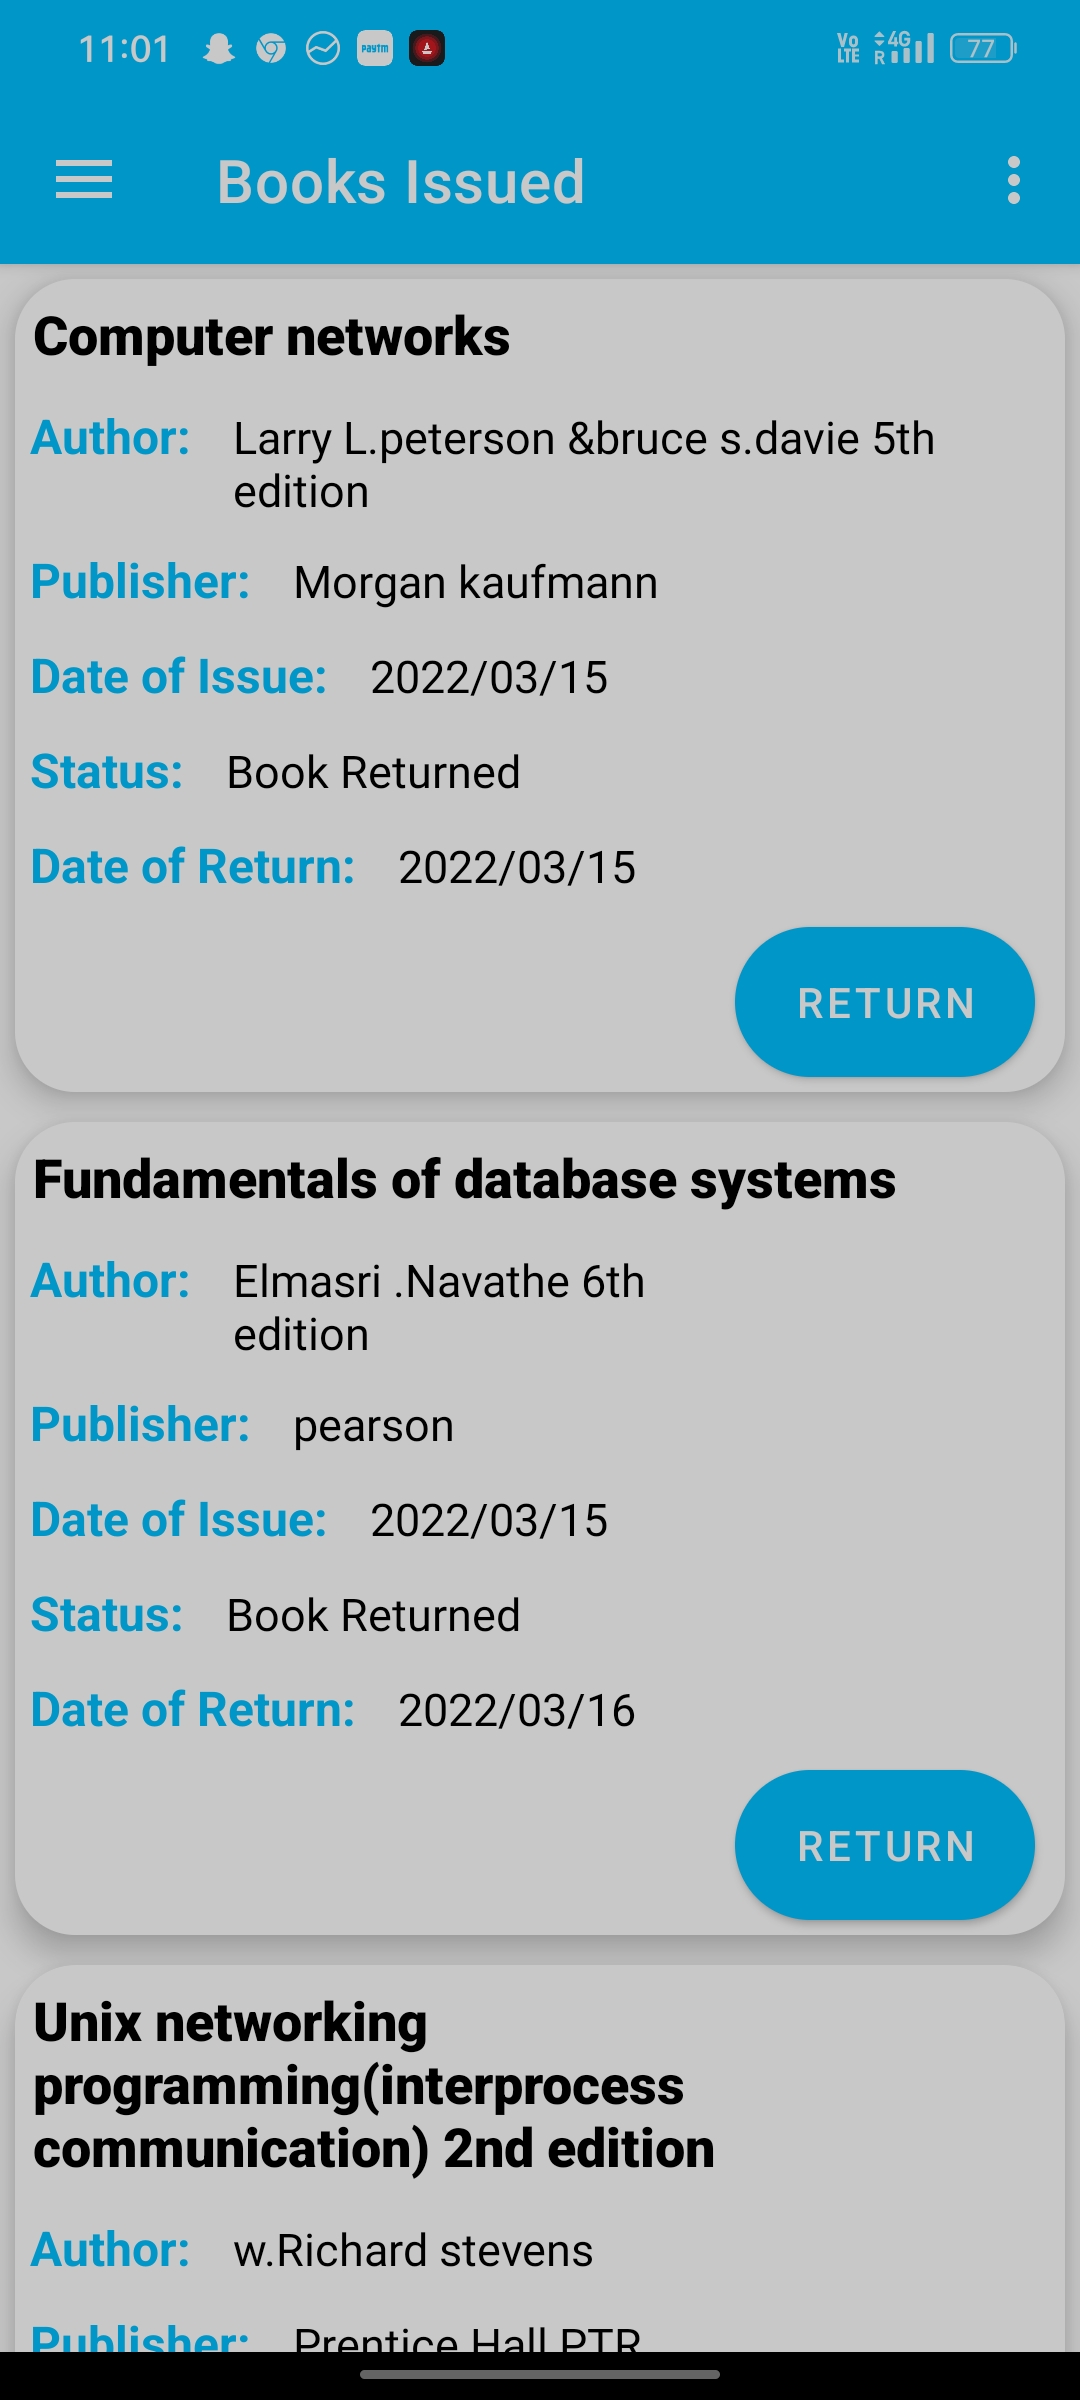 11:01 paytm Vo LTE 4G R 77
Books Issued
Computer networks
Author: Larry L.peterson &bruce s.davie 5th
edition
Publisher: Morgan kaufmann
Date of Issue: 2022/03/15
Status: Book Returned
Date of Return: 2022/03/15
RETURN
Fundamentals of database systems
Author: Elmasri .Navathe 6th
edition
Publisher: pearson
Date of Issue: 2022/03/15
Status: Book Returned
Date of Return: 2022/03/16
RETURN
Unix networking
programming(interprocess
communication) 2nd edition
Author: w.Richard stevens
Publisher: Prentice Hall PTR